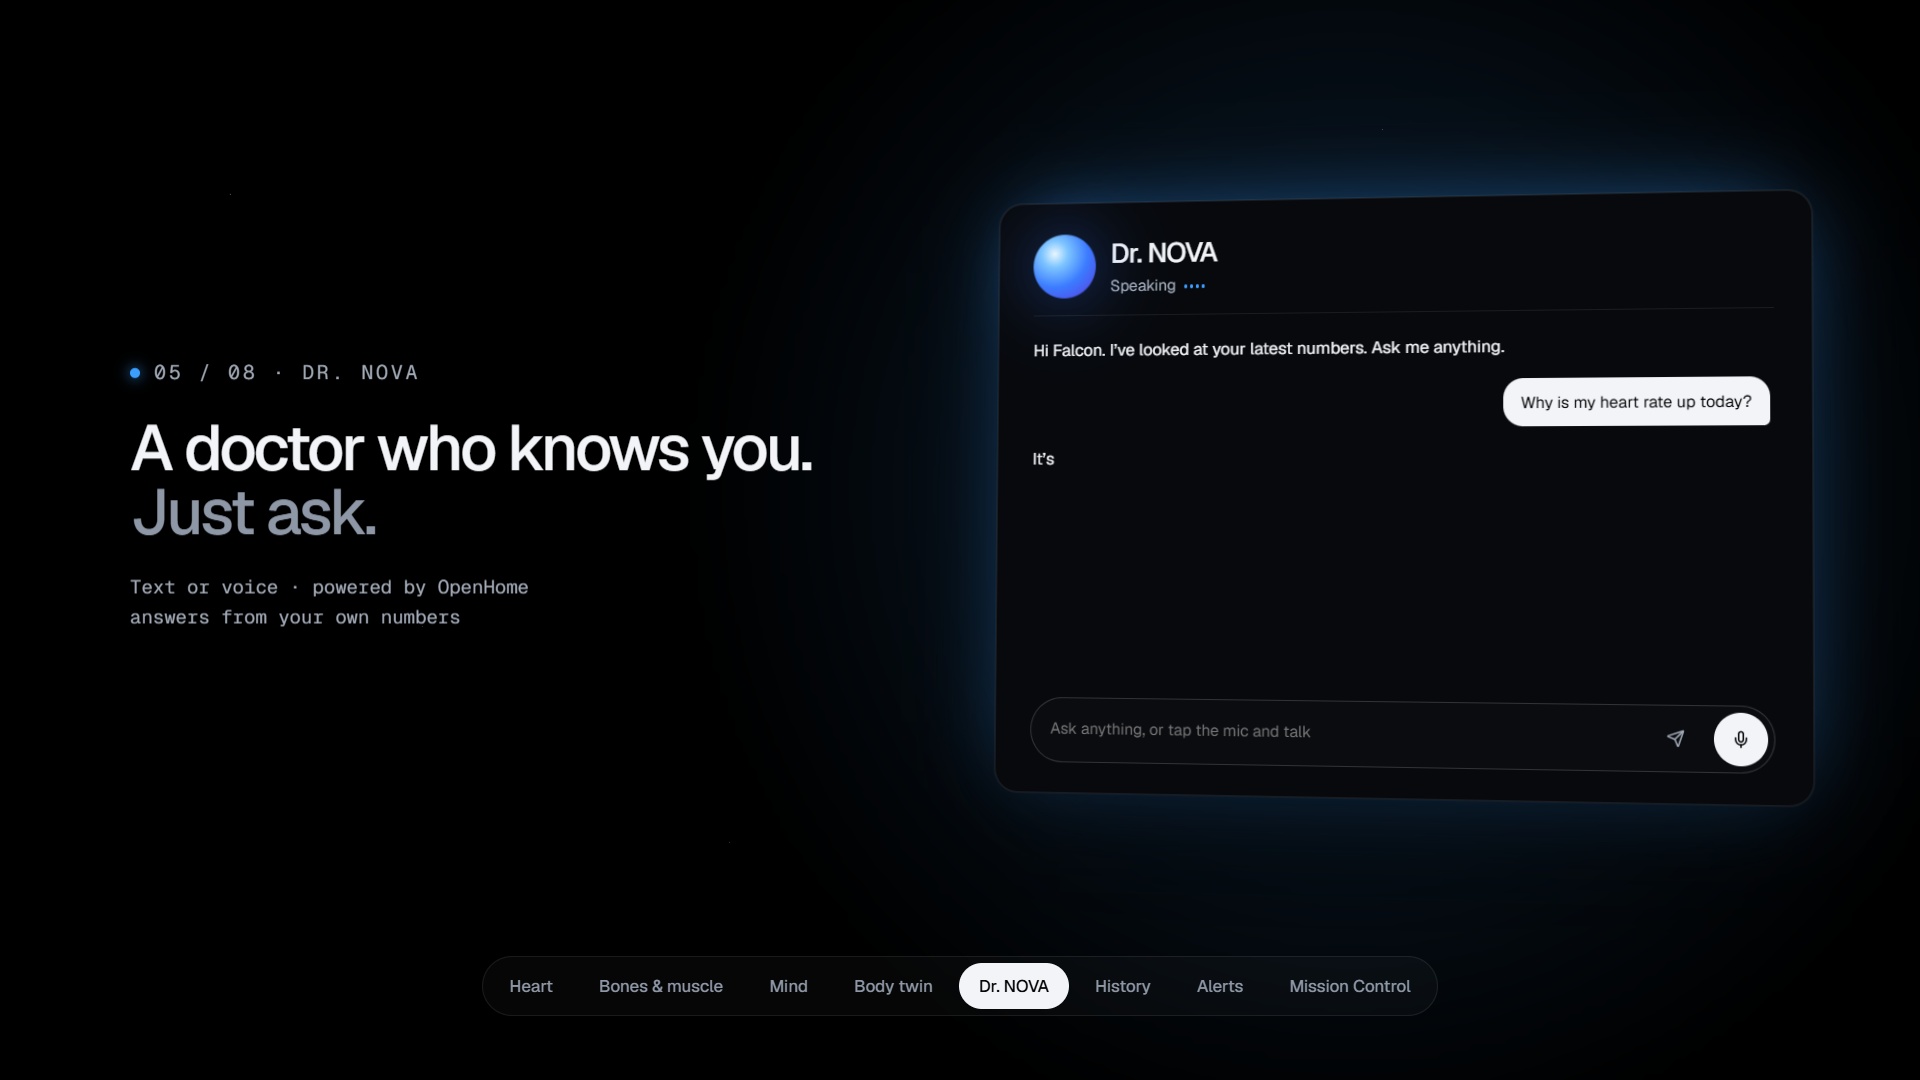 05 / 08 · DR. NOVA
A doctor who knows you.
Just ask.
Text or voice · powered by OpenHome
answers from your own numbers
Dr. NOVA
Speaking
Hi Falcon. I’ve looked at your latest numbers. Ask me anything.
Why is my heart rate up today?
It’s
Ask anything, or tap the mic and talk
Heart Bones & muscle Mind Body twin Dr. NOVA History Alerts Mission Control